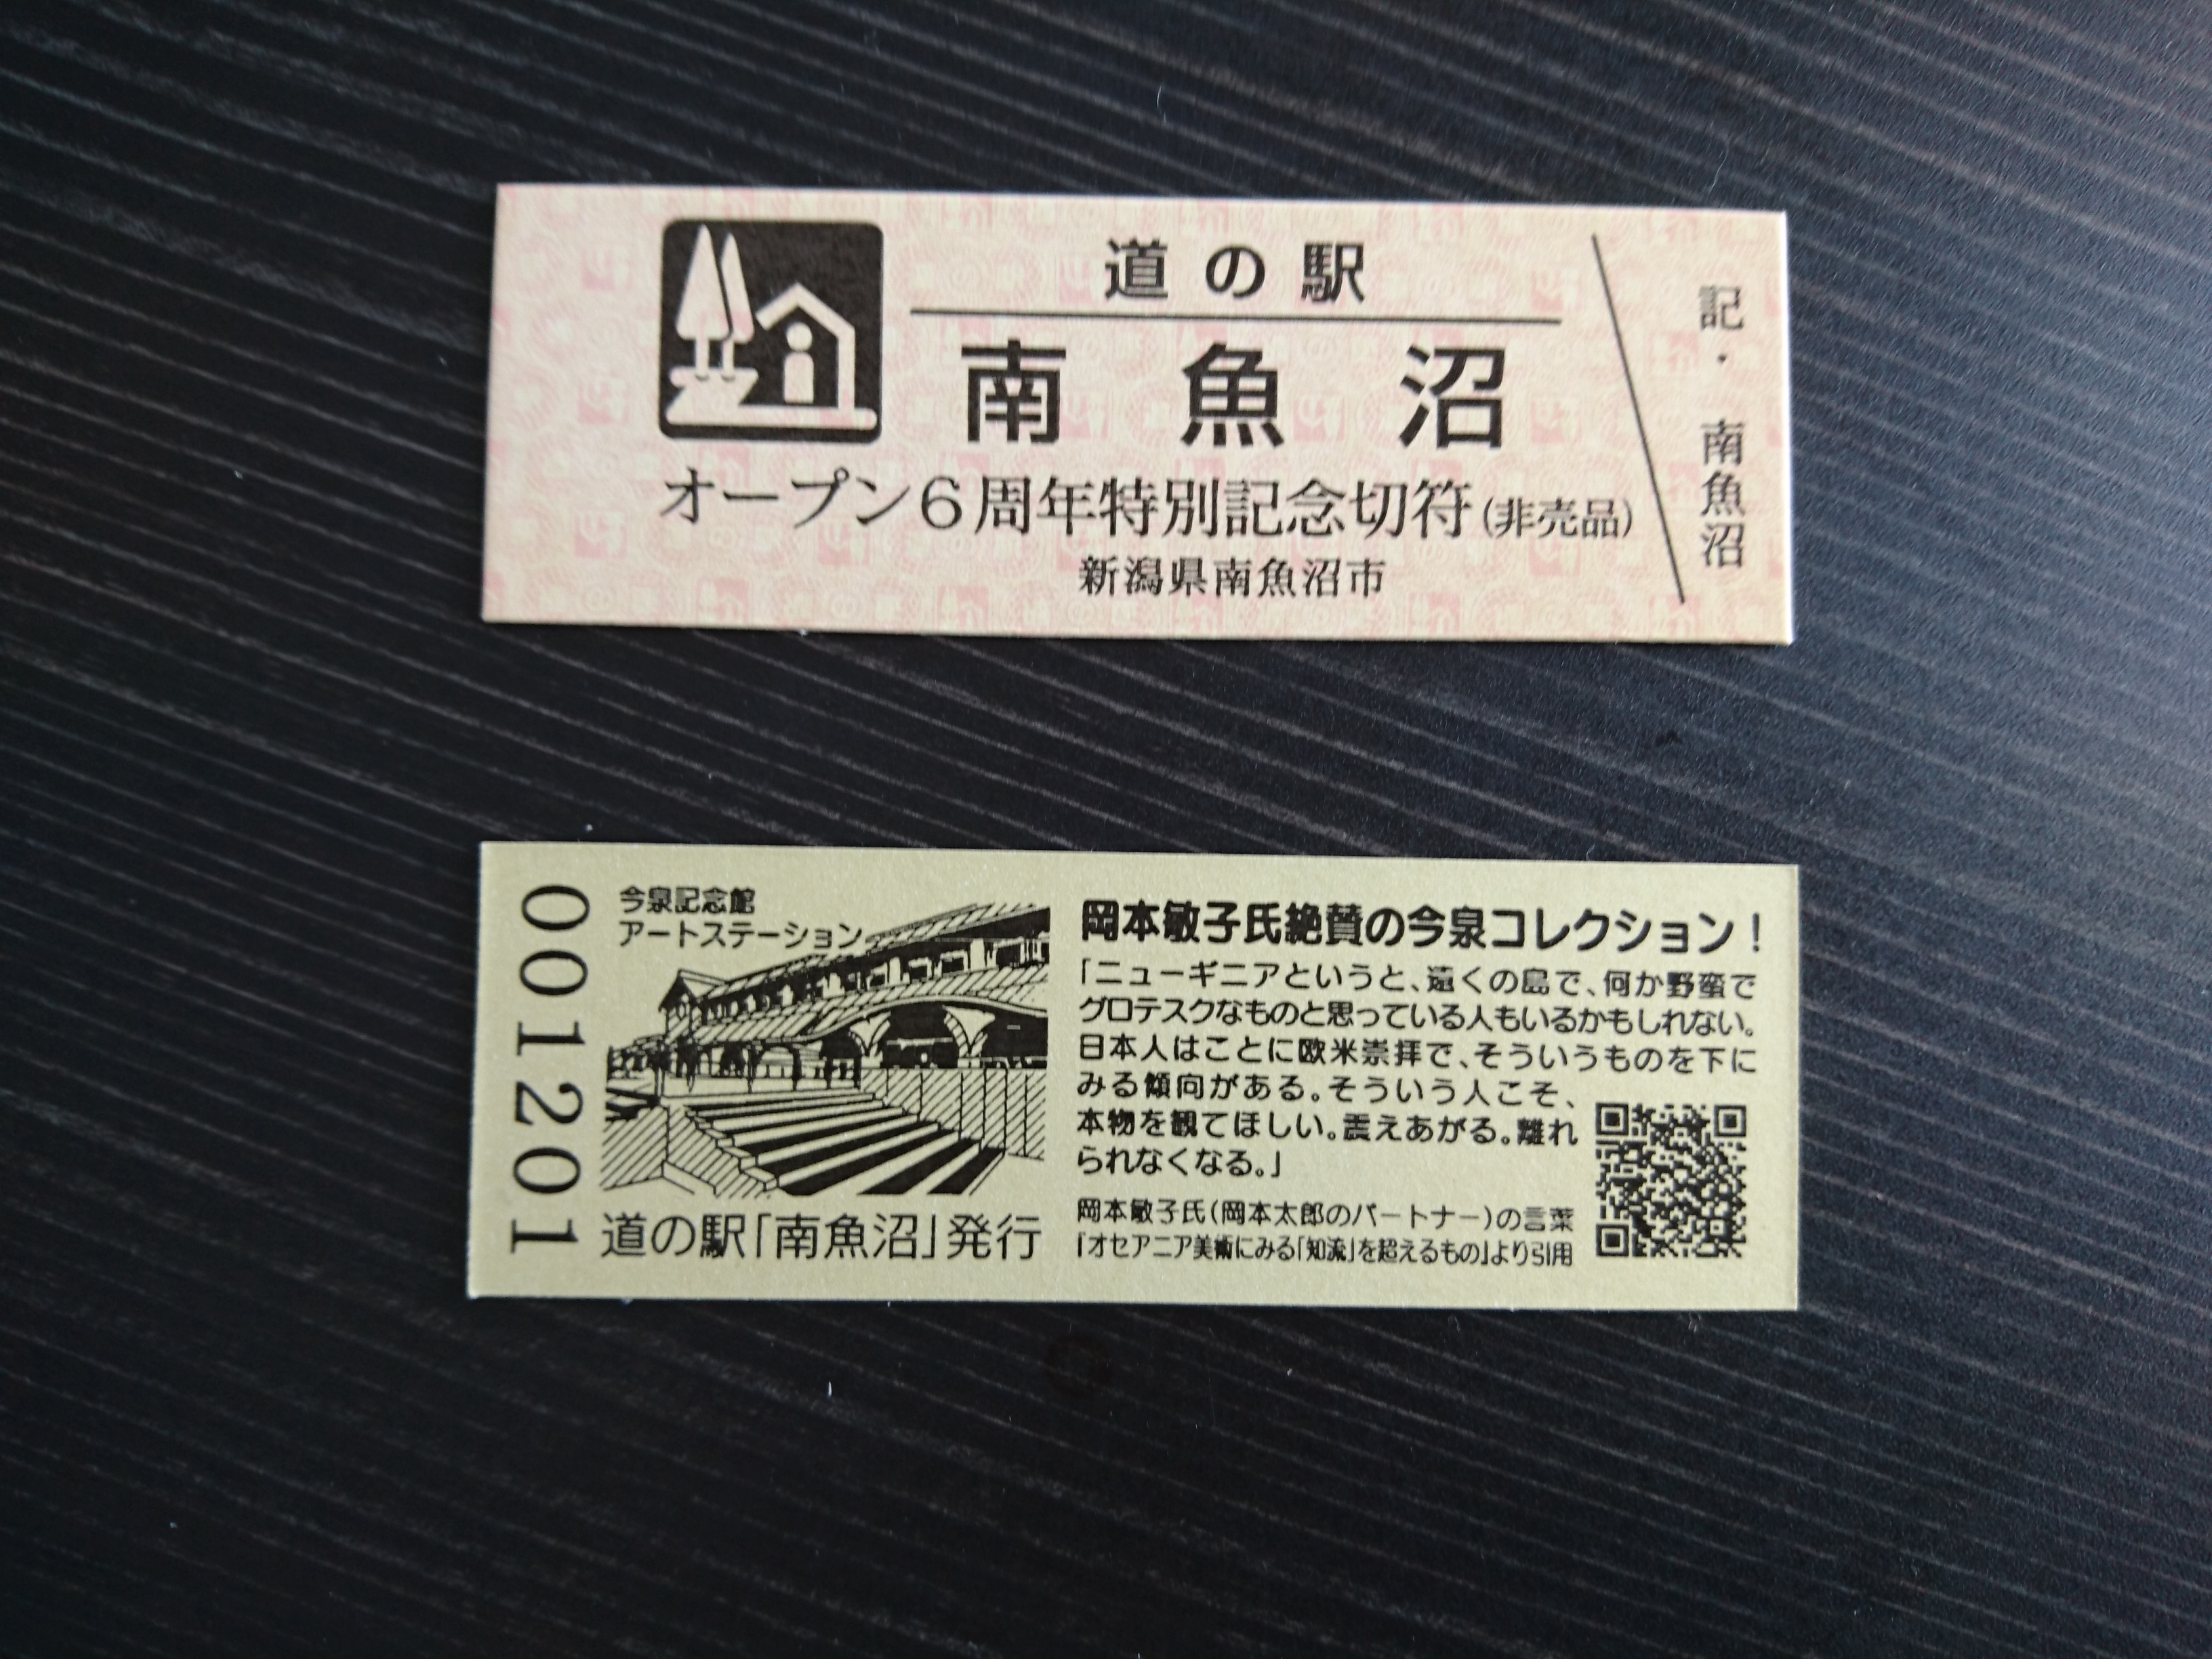 道の駅
南魚沼
オープン6周年特別記念切符(非売品)
新潟県南魚沼市
記・南魚沼
001201
今泉記念館
アートステーション
道の駅「南魚沼」発行
岡本敏子氏絶賛の今泉コレクション!
「ニューギニアというと、遠くの島で、何か野蛮で
グロテスクなものと思っている人もいるかもしれない。
日本人はことに欧米崇拝で、そういうものを下に
みる傾向がある。そういう人こそ、
本物を観てほしい。震えあがる。離れ
られなくなる。」
岡本敏子氏(岡本太郎のパートナー)の言葉
「オセアニア美術にみる「知流」を超えるもの」より引用